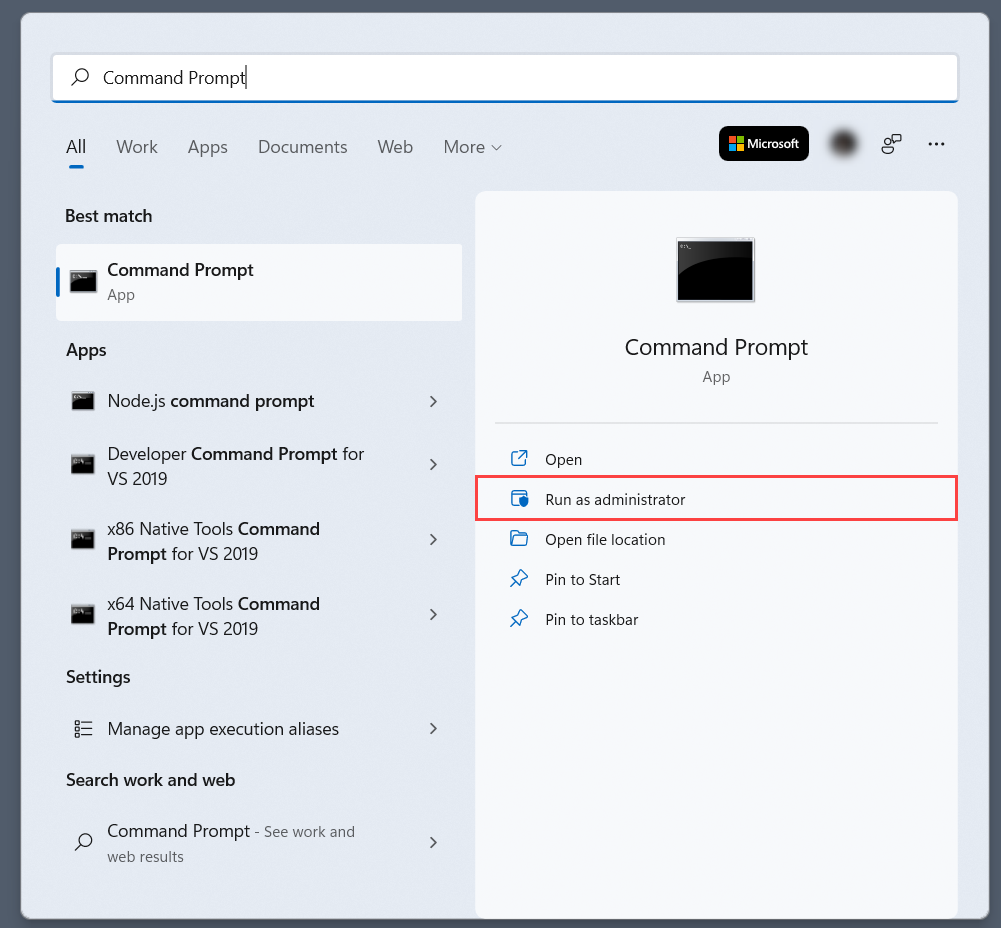 Command Prompt
All Work Apps Documents Web More
Microsoft
Best match
Command Prompt
App
Apps
Node.js command prompt
Developer Command Prompt for
VS 2019
x86 Native Tools Command
Prompt for VS 2019
x64 Native Tools Command
Prompt for VS 2019
Settings
Manage app execution aliases
Search work and web
Command Prompt - See work and
web results
Command Prompt
App
Open
Run as administrator
Open file location
Pin to Start
Pin to taskbar